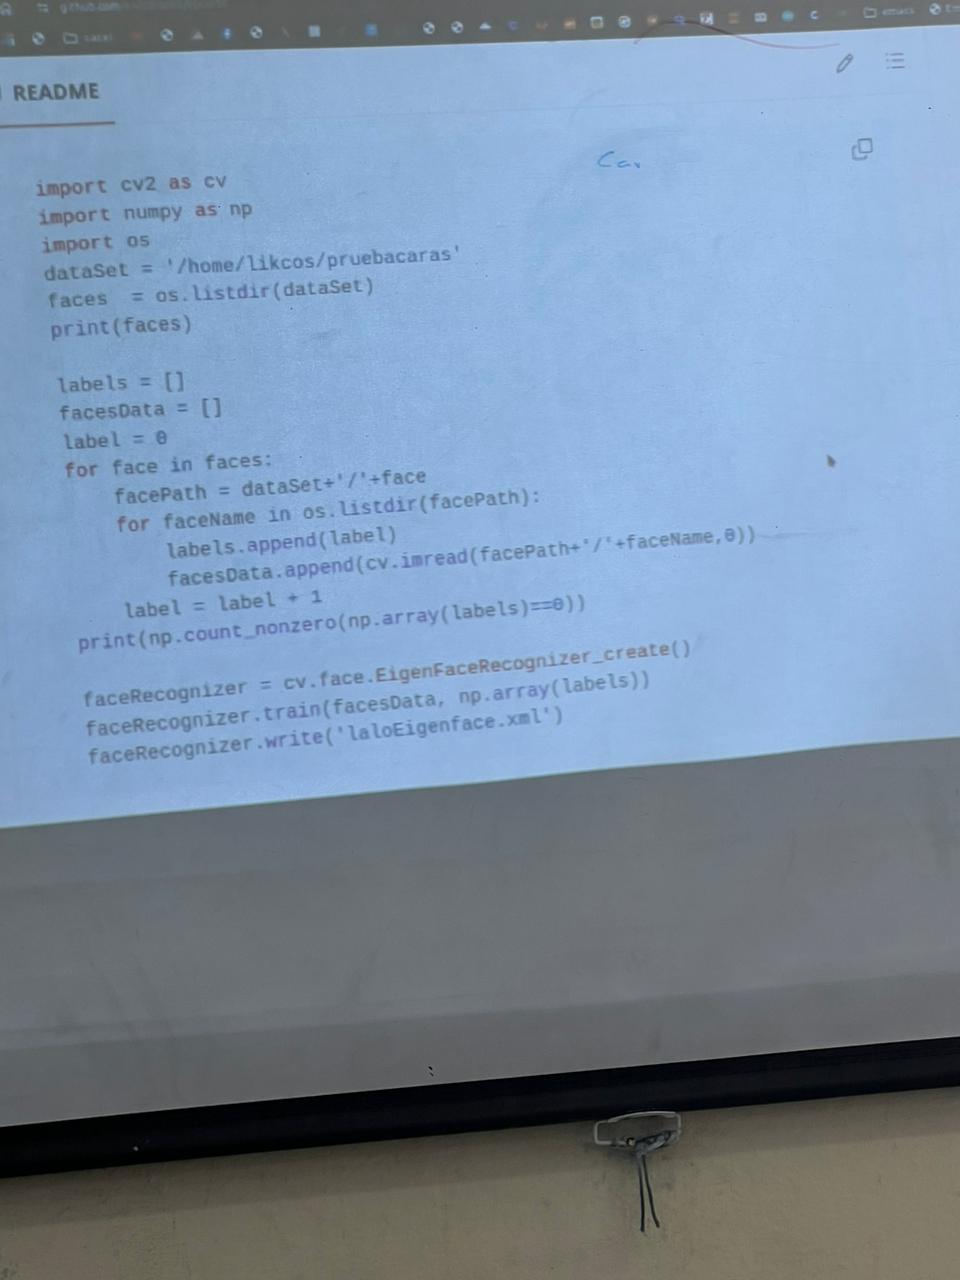 github.com
README
import cv2 as cv
import numpy as np
import os
dataSet = '/home/likcos/pruebacaras'
faces  = os.listdir(dataSet)
print(faces)
labels = []
facesData = []
label = 0
for face in faces:
    facePath = dataSet+'/'+face
    for faceName in os.listdir(facePath):
        labels.append(label)
        facesData.append(cv.imread(facePath+'/'+faceName,0))
    label = label + 1
print(np.count_nonzero(np.array(labels)==0))
faceRecognizer = cv.face.EigenFaceRecognizer_create()
faceRecognizer.train(facesData, np.array(labels))
faceRecognizer.write('laloEigenface.xml')